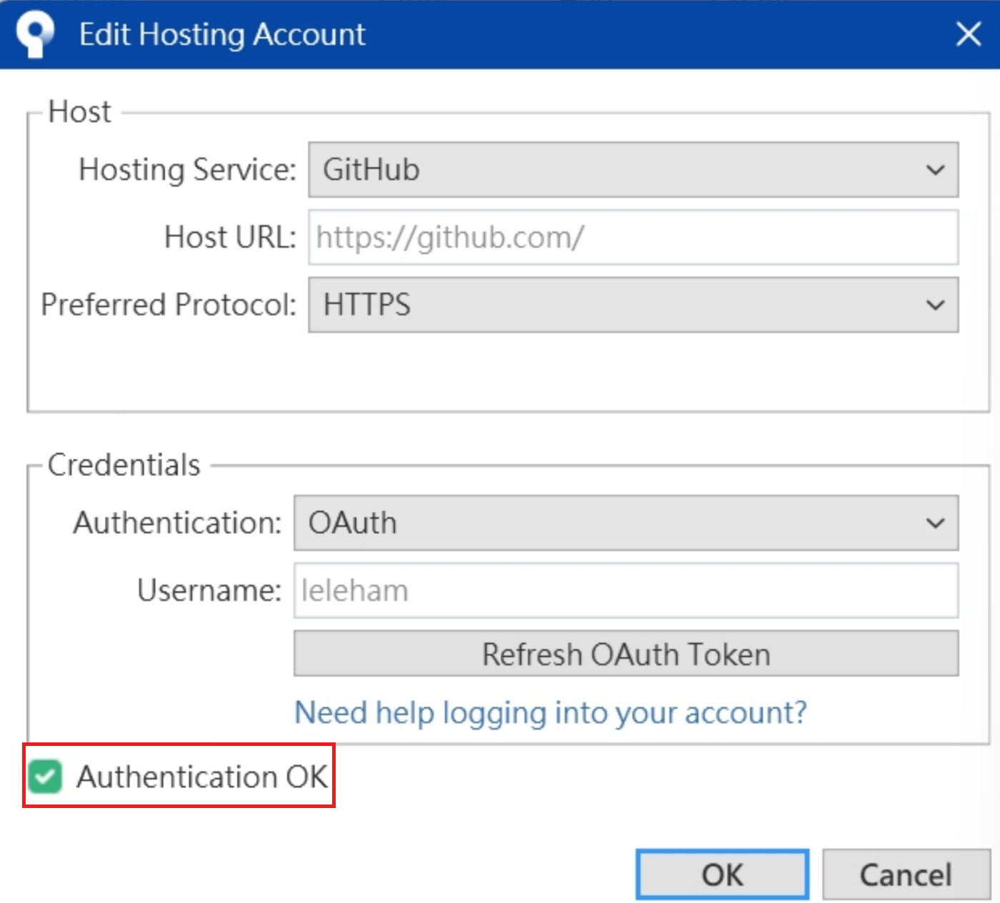 Edit Hosting Account
Host
Hosting Service: GitHub
Host URL: https://github.com/
Preferred Protocol: HTTPS
Credentials
Authentication: OAuth
Username: leleham
Refresh OAuth Token
Need help logging into your account?
Authentication OK
OK Cancel